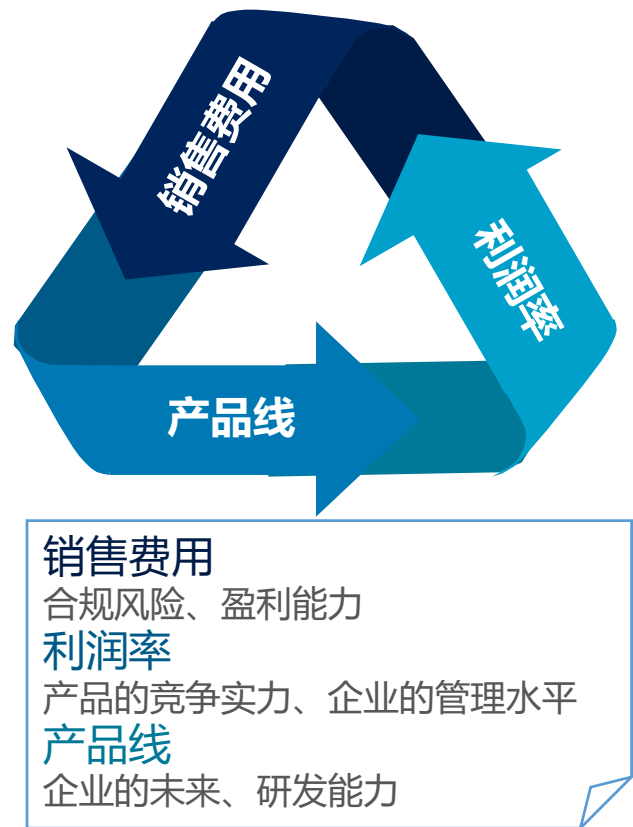 销售费用
利润率
产品线
销售费用
合规风险、盈利能力
利润率
产品的竞争实力、企业的管理水平
产品线
企业的未来、研发能力